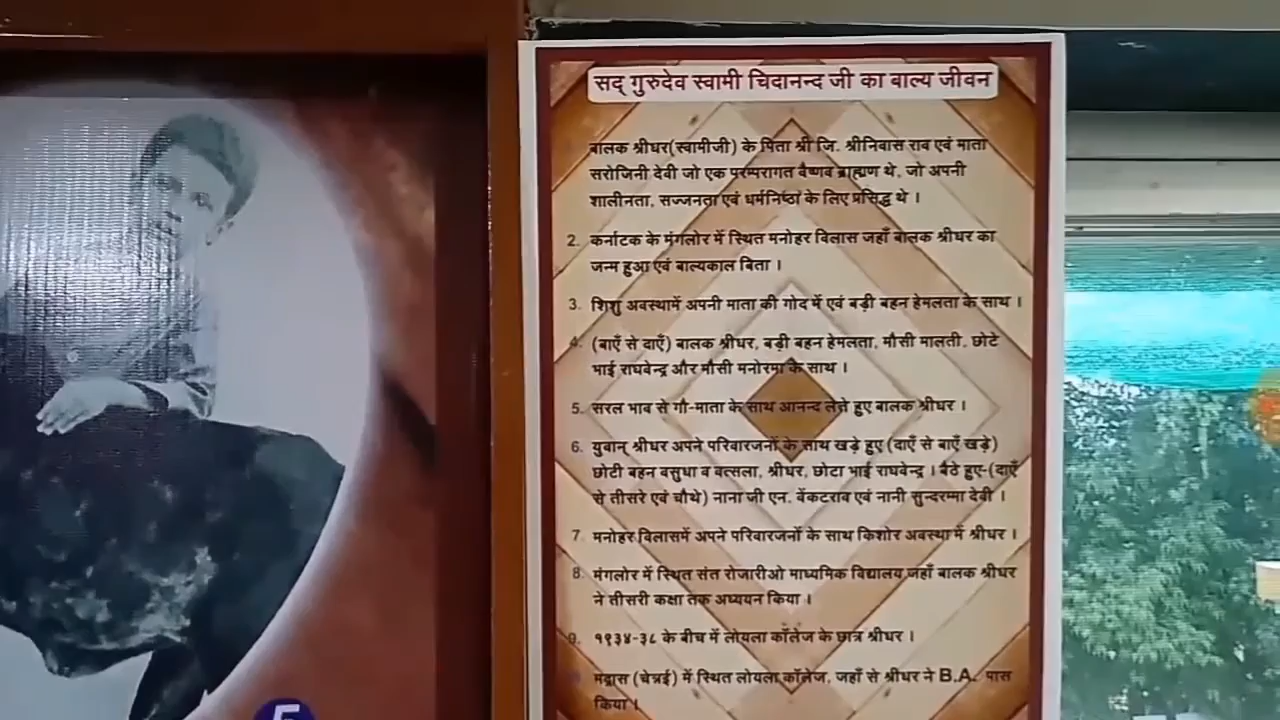 सद् गुरुदेव स्वामी चिदानन्द जी का बाल्य जीवन
बालक श्रीधर(स्वामीजी) के पिता श्री जि. श्रीनिवास राव एवं माता
सरोजिनी देवी जो एक परम्परागत वैष्णव ब्राह्मण थे, जो अपनी
शालीनता, सज्जनता एवं धर्मनिष्ठा के लिए प्रसिद्ध थे ।
2. कर्नाटक के मंगलोर में स्थित मनोहर विलास जहाँ बालक श्रीधर का
जन्म हुआ एवं बाल्यकाल बिता ।
3. शिशु अवस्थामें अपनी माता की गोद में एवं बड़ी बहन हेमलता के साथ ।
4. (बाएँ से दाएँ) बालक श्रीधर, बड़ी बहन हेमलता, मौसी मालती, छोटे
भाई राघवेन्द्र और मौसी मनोरमा के साथ ।
5. सरल भाव से गौ-माता के साथ आनन्द लेते हुए बालक श्रीधर ।
6. युवान् श्रीधर अपने परिवारजनों के साथ खड़े हुए (दाएँ से बाएँ खड़े)
छोटी बहन वसुधा व वत्सला, श्रीधर, छोटा भाई राघवेन्द्र । बैठे हुए-(दाएँ
से तीसरे एवं चौथे) नाना जी एन. वेंकटराव एवं नानी सुन्दरम्मा देवी ।
7. मनोहर विलासमें अपने परिवारजनों के साथ किशोर अवस्था में श्रीधर ।
8. मंगलोर में स्थित संत रोजारीओ माध्यमिक विद्यालय जहाँ बालक श्रीधर
ने तीसरी कक्षा तक अध्ययन किया ।
9. १९३४-३८ के बीच में लोयला कॉलेज के छात्र श्रीधर ।
मद्रास (चेन्नई) में स्थित लोयला कॉलेज, जहाँ से श्रीधर ने B.A. पास
किया ।
5